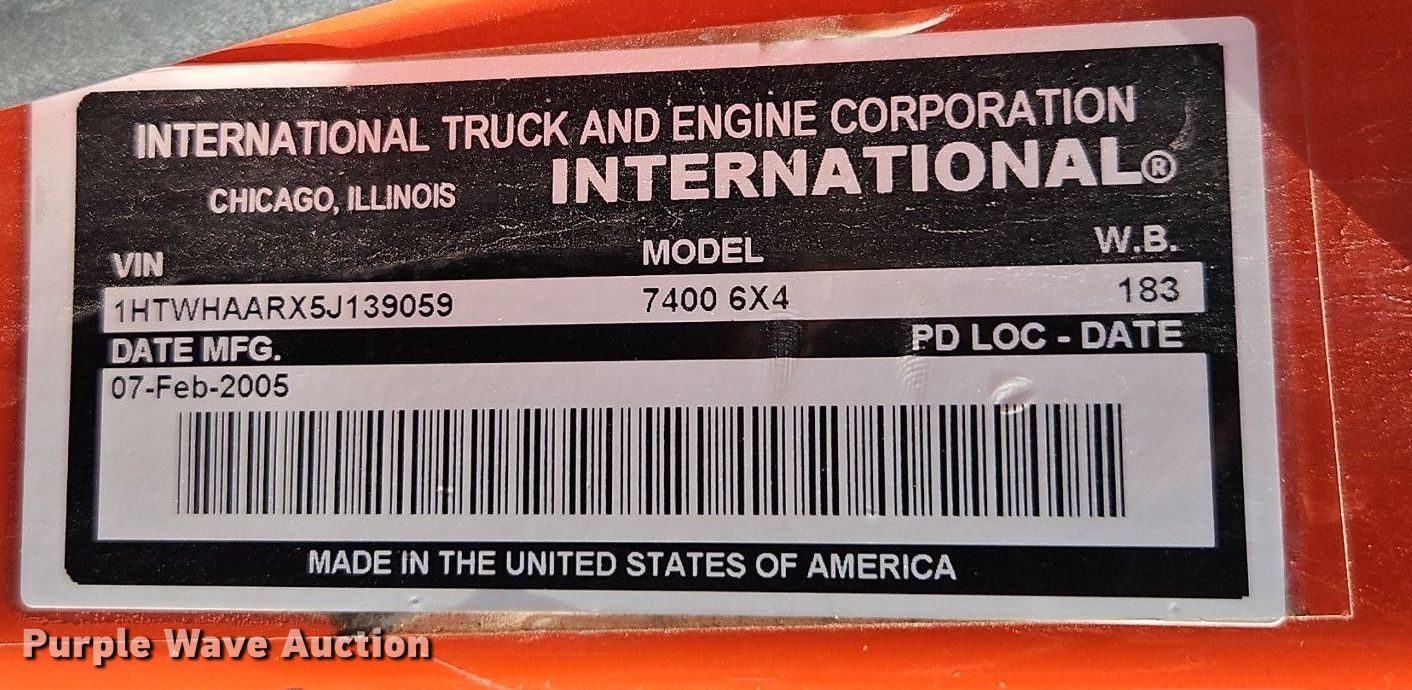 INTERNATIONAL TRUCK AND ENGINE CORPORATION
CHICAGO, ILLINOIS INTERNATIONAL®
VIN MODEL W.B.
1HTWHAARX5J139059 7400 6X4 183
DATE MFG. PD LOC - DATE
07-Feb-2005
MADE IN THE UNITED STATES OF AMERICA
Purple Wave Auction